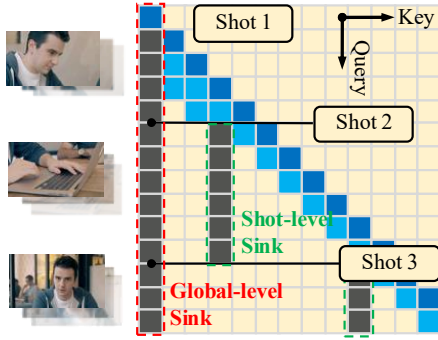 Shot 1
Key
Query
Shot 2
Shot-level
Sink
Shot 3
Global-level
Sink